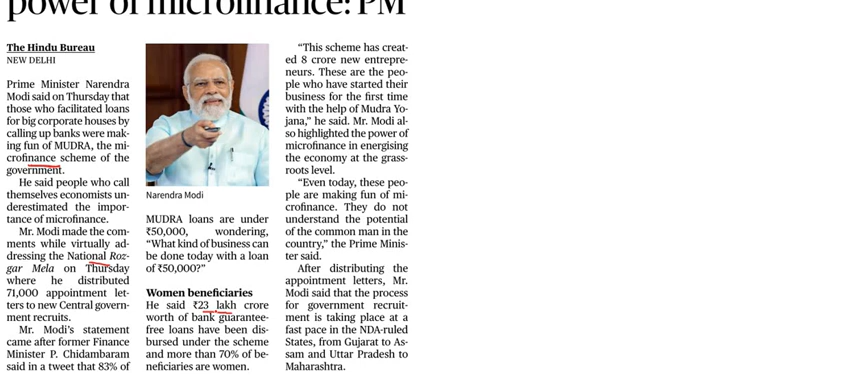 power of microfinance: PM
The Hindu Bureau
NEW DELHI
Prime Minister Narendra
Modi said on Thursday that
those who facilitated loans
for big corporate houses by
calling up banks were mak-
ing fun of MUDRA, the mi-
crofinance scheme of the
government.
He said people who call
themselves economists un-
derestimated the impor-
tance of microfinance.
Mr. Modi made the com-
ments while virtually ad-
dressing the National Roz-
gar Mela on Thursday
where he distributed
71,000 appointment let-
ters to new Central govern-
ment recruits.
Mr. Modi’s statement
came after former Finance
Minister P. Chidambaram
said in a tweet that 83% of
Narendra Modi
MUDRA loans are under
₹50,000, wondering,
“What kind of business can
be done today with a loan
of ₹50,000?”
Women beneficiaries
He said ₹23 lakh crore
worth of bank guarantee-
free loans have been dis-
bursed under the scheme
and more than 70% of be-
neficiaries are women.
“This scheme has creat-
ed 8 crore new entrepre-
neurs. These are the peo-
ple who have started their
business for the first time
with the help of Mudra Yo-
jana,” he said. Mr. Modi al-
so highlighted the power of
microfinance in energising
the economy at the grass-
roots level.
“Even today, these peo-
ple are making fun of mi-
crofinance. They do not
understand the potential
of the common man in the
country,” the Prime Minis-
ter said.
After distributing the
appointment letters, Mr.
Modi said that the process
for government recruit-
ment is taking place at a
fast pace in the NDA-ruled
States, from Gujarat to As-
sam and Uttar Pradesh to
Maharashtra.